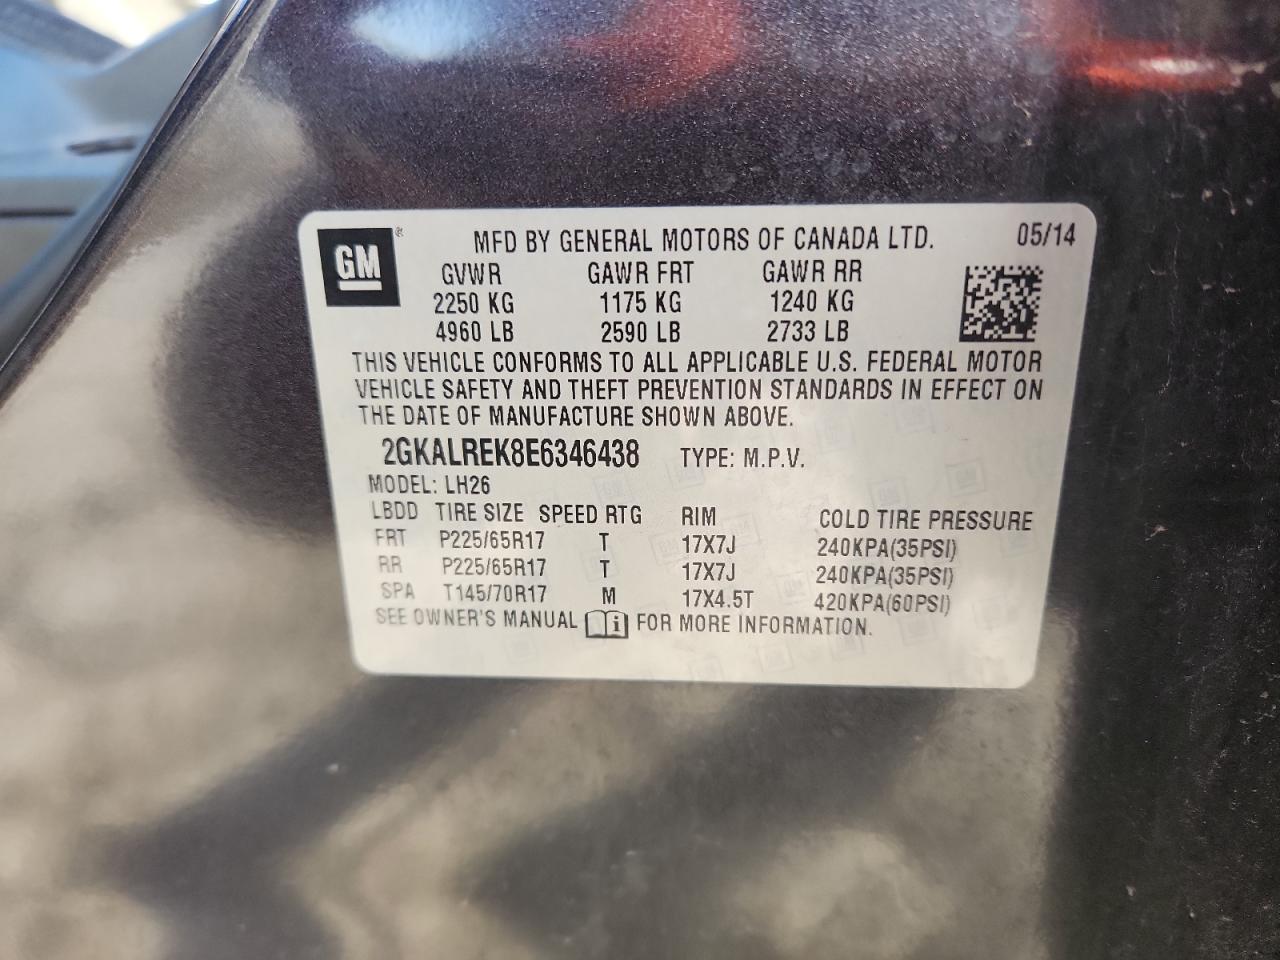 GM ® MFD BY GENERAL MOTORS OF CANADA LTD. 05/14
GVWR GAWR FRT GAWR RR
2250 KG 1175 KG 1240 KG
4960 LB 2590 LB 2733 LB
THIS VEHICLE CONFORMS TO ALL APPLICABLE U.S. FEDERAL MOTOR
VEHICLE SAFETY AND THEFT PREVENTION STANDARDS IN EFFECT ON
THE DATE OF MANUFACTURE SHOWN ABOVE.
2GKALREK8E6346438 TYPE: M.P.V.
MODEL: LH26
LBDD TIRE SIZE SPEED RTG RIM COLD TIRE PRESSURE
FRT P225/65R17 T 17X7J 240KPA(35PSI)
RR P225/65R17 T 17X7J 240KPA(35PSI)
SPA T145/70R17 M 17X4.5T 420KPA(60PSI)
SEE OWNER'S MANUAL i FOR MORE INFORMATION.